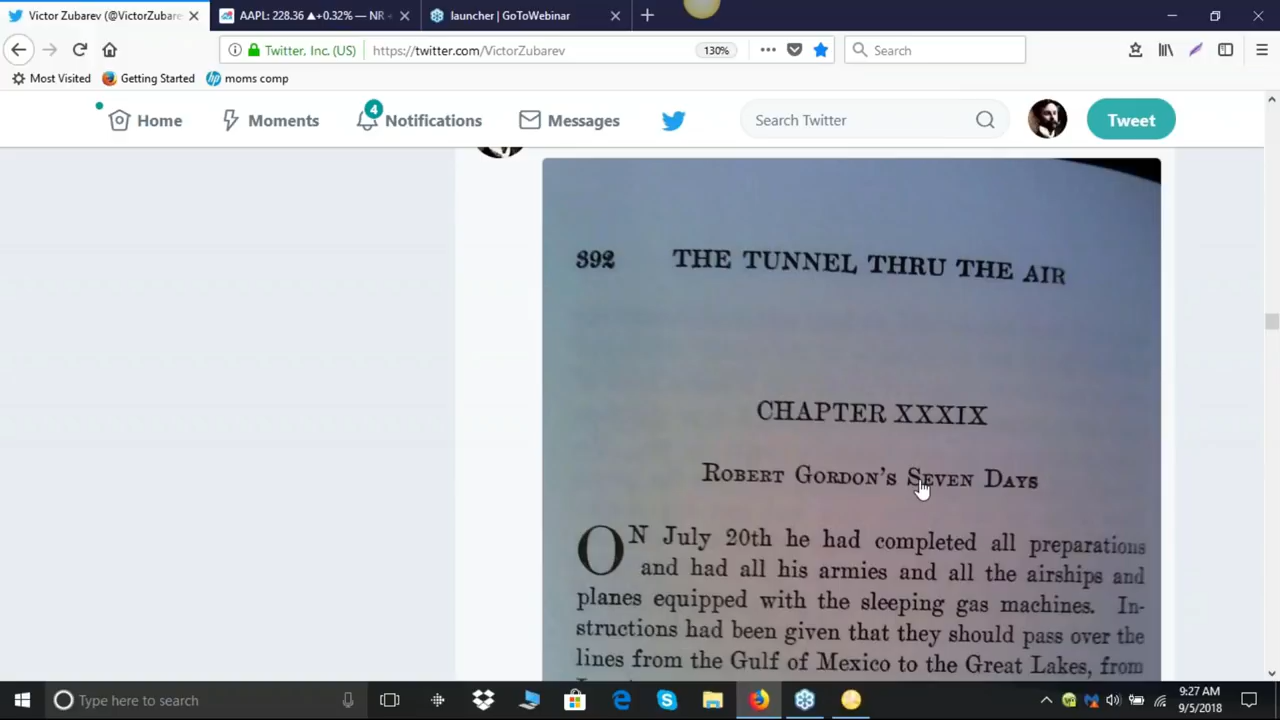 Victor Zubarev (@VictorZubare
AAPL: 228.36 ▲+0.32% — NR
launcher | GoToWebinar
Twitter, Inc. (US)
https://twitter.com/VictorZubarev
130%
Search
Most Visited
Getting Started
moms comp
Home
Moments
4
Notifications
Messages
Search Twitter
Tweet
392 THE TUNNEL THRU THE AIR
CHAPTER XXXIX
ROBERT GORDON'S SEVEN DAYS
ON July 20th he had completed all preparations
and had all his armies and all the airships and
planes equipped with the sleeping gas machines. In-
structions had been given that they should pass over the
lines from the Gulf of Mexico to the Great Lakes, from
Type here to search
9:27 AM
9/5/2018